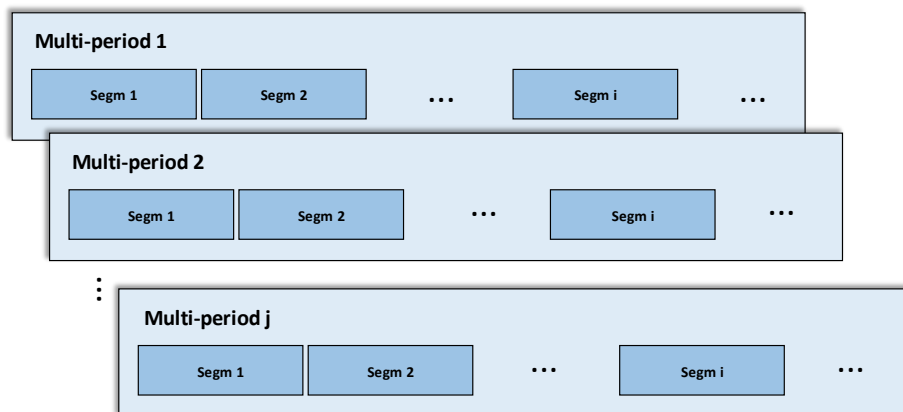 Multi-period 1
Segm 1 Segm 2 ... Segm i ...
Multi-period 2
Segm 1 Segm 2 ... Segm i ...
⋮
Multi-period j
Segm 1 Segm 2 ... Segm i ...